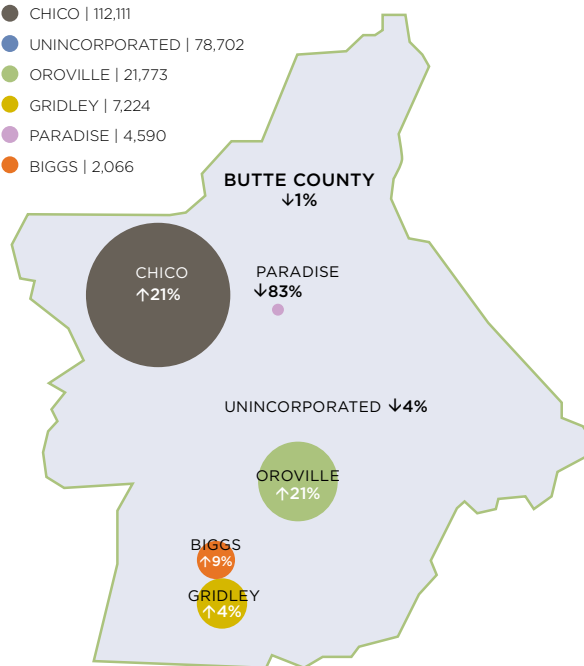 CHICO | 112,111
UNINCORPORATED | 78,702
OROVILLE | 21,773
GRIDLEY | 7,224
PARADISE | 4,590
BIGGS | 2,066
BUTTE COUNTY
↓1%
CHICO
↑21%
PARADISE
↓83%
UNINCORPORATED ↓4%
OROVILLE
↑21%
BIGGS
↑9%
GRIDLEY
↑4%